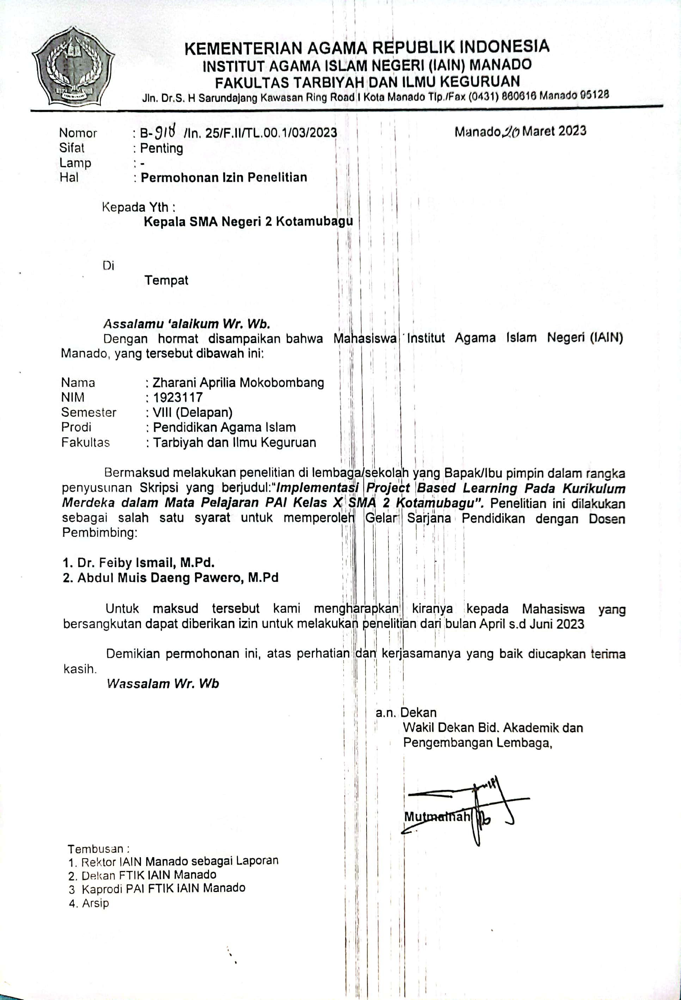 KEMENTERIAN AGAMA REPUBLIK INDONESIA
INSTITUT AGAMA ISLAM NEGERI (IAIN) MANADO
FAKULTAS TARBIYAH DAN ILMU KEGURUAN
Jln. Dr.S. H Sarundajang Kawasan Ring Road I Kota Manado Tlp./Fax (0431) 860616 Manado 95128
Nomor : B-918 /In. 25/F.II/TL.00.1/03/2023 Manado, 20 Maret 2023
Sifat : Penting
Lamp : -
Hal : Permohonan Izin Penelitian
Kepada Yth :
Kepala SMA Negeri 2 Kotamubagu
Di
Tempat
Assalamu ‘alaikum Wr. Wb.
Dengan hormat disampaikan bahwa Mahasiswa Institut Agama Islam Negeri (IAIN)
Manado, yang tersebut dibawah ini:
Nama : Zharani Aprilia Mokobombang
NIM : 1923117
Semester : VIII (Delapan)
Prodi : Pendidikan Agama Islam
Fakultas : Tarbiyah dan Ilmu Keguruan
Bermaksud melakukan penelitian di lembaga/sekolah yang Bapak/Ibu pimpin dalam rangka
penyusunan Skripsi yang berjudul:“Implementasi Project Based Learning Pada Kurikulum
Merdeka dalam Mata Pelajaran PAI Kelas X SMA 2 Kotamubagu”. Penelitian ini dilakukan
sebagai salah satu syarat untuk memperoleh Gelar Sarjana Pendidikan dengan Dosen
Pembimbing:
1. Dr. Feiby Ismail, M.Pd.
2. Abdul Muis Daeng Pawero, M.Pd
Untuk maksud tersebut kami mengharapkan kiranya kepada Mahasiswa yang
bersangkutan dapat diberikan izin untuk melakukan penelitian dari bulan April s.d Juni 2023
Demikian permohonan ini, atas perhatian dan kerjasamanya yang baik diucapkan terima
kasih.
Wassalam Wr. Wb
a.n. Dekan
Wakil Dekan Bid. Akademik dan
Pengembangan Lembaga,
Mutmainah
Tembusan :
1. Rektor IAIN Manado sebagai Laporan
2. Dekan FTIK IAIN Manado
3 Kaprodi PAI FTIK IAIN Manado
4. Arsip